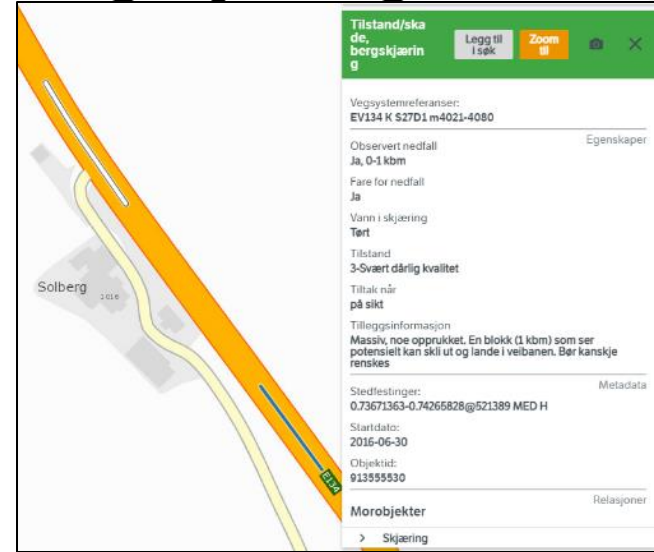 Tilstand/ska
de,
bergskjærin
g
Legg til
i søk
Zoom
til
Vegsystemreferanser:
EV134 K S27D1 m4021-4080
Egenskaper
Observert nedfall
Ja, 0-1 kbm
Fare for nedfall
Ja
Vann i skjæring
Tørt
Tilstand
3-Svært dårlig kvalitet
Tiltak når
på sikt
Tilleggsinformasjon
Massiv, noe opprukket. En blokk (1 kbm) som ser
potensielt kan skli ut og lande i veibanen. Bør kanskje
renskes
Metadata
Stedfestinger:
0.73671363-0.74265828@521389 MED H
Startdato:
2016-06-30
Objektid:
913555530
Relasjoner
Morobjekter
> Skjæring
Solberg
2016
E134